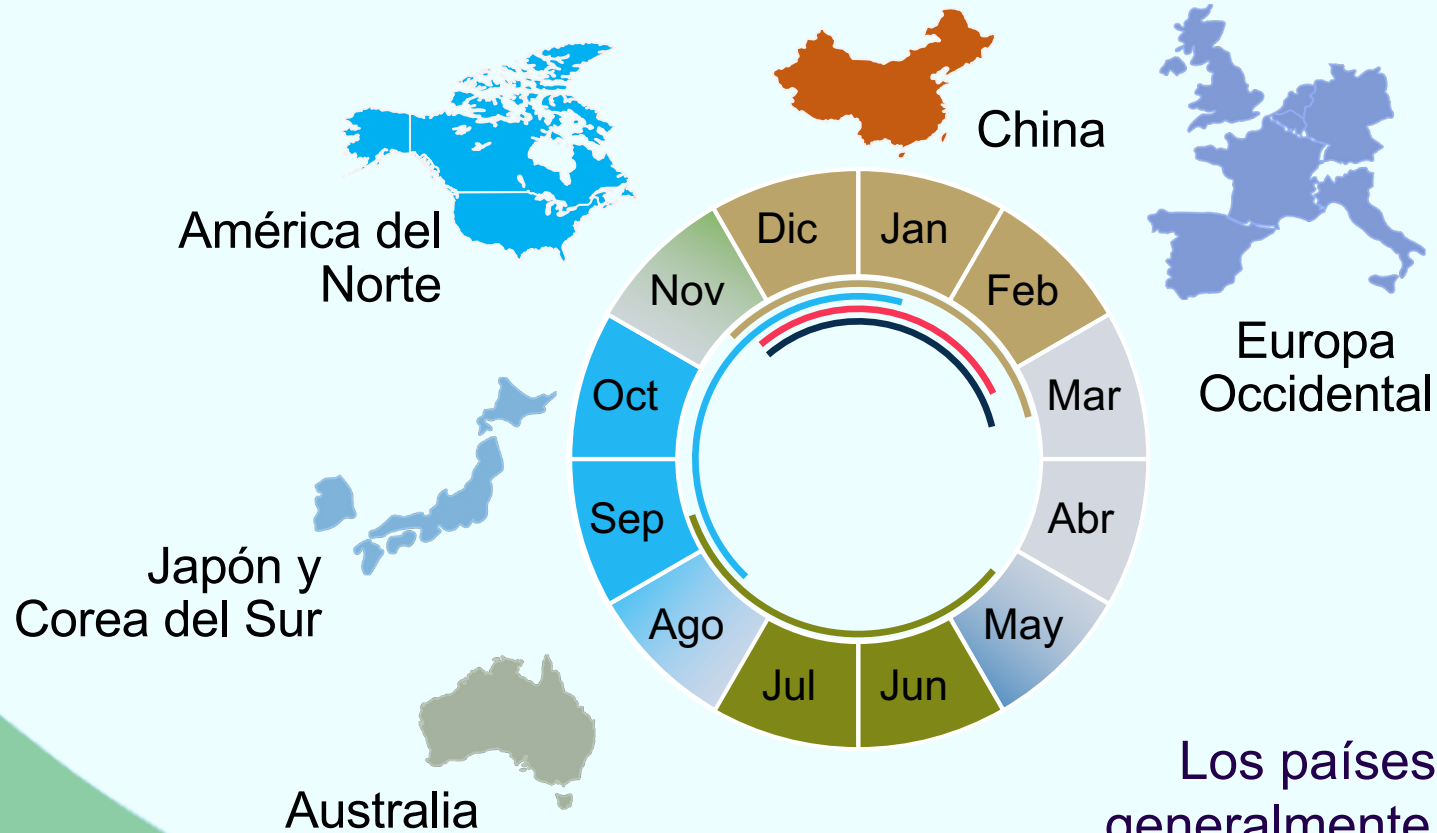 China
América del
Norte
Europa
Occidental
Japón y
Corea del Sur
Australia
Jan
Feb
Mar
Abr
May
Jun
Jul
Ago
Sep
Oct
Nov
Dic
Los países
generalmente